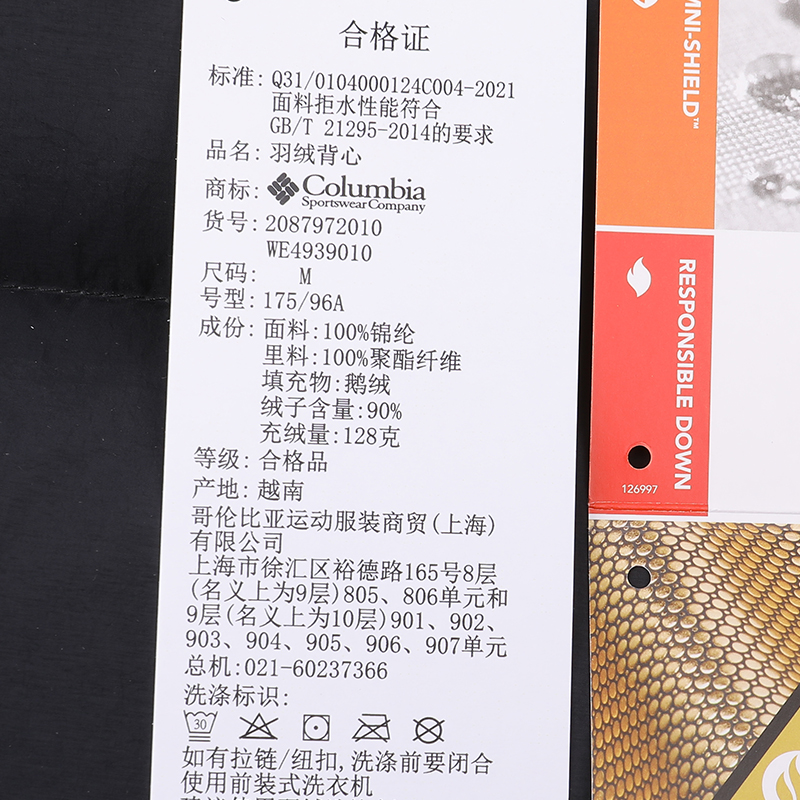 合格证
标准: Q31/0104000124C004-2021
面料拒水性能符合
GB/T 21295-2014的要求
品名: 羽绒背心
商标: Columbia
Sportswear Company
货号: 2087972010
WE4939010
尺码: M
号型: 175/96A
成份: 面料:100%锦纶
里料:100%聚酯纤维
填充物:鹅绒
绒子含量:90%
充绒量:128克
等级: 合格品
产地: 越南
哥伦比亚运动服装商贸(上海)
有限公司
上海市徐汇区裕德路165号8层
(名义上为9层)805、806单元和
9层(名义上为10层)901、902、
903、904、905、906、907单元
总机:021-60237366
洗涤标识:
30
如有拉链/纽扣,洗涤前要闭合
使用前装式洗衣机
MNI-SHIELD™
RESPONSIBLE DOWN
126997